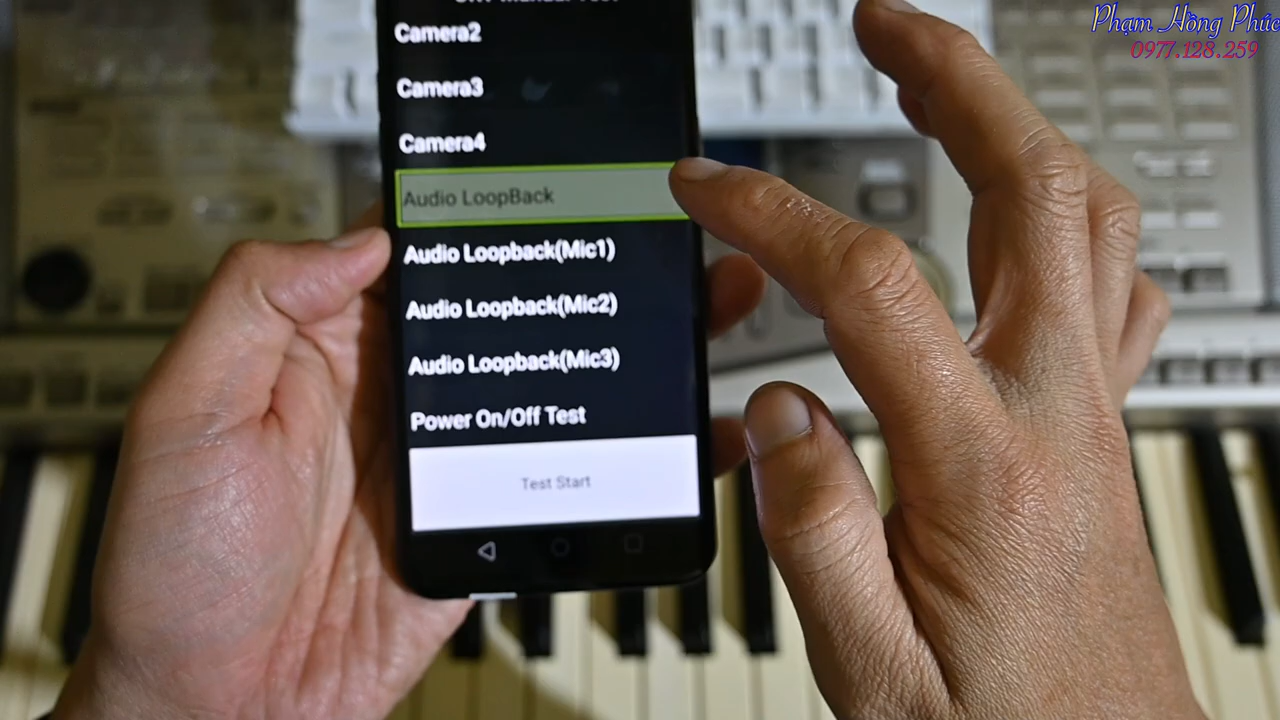 Phạm Hồng Phúc
0977.128.259
Camera2
Camera3
Camera4
Audio LoopBack
Audio Loopback(Mic1)
Audio Loopback(Mic2)
Audio Loopback(Mic3)
Power On/Off Test
Test Start